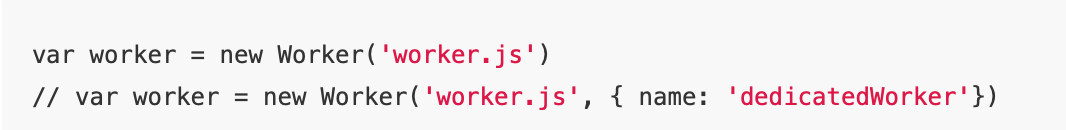 var worker = new Worker('worker.js')
// var worker = new Worker('worker.js', { name: 'dedicatedWorker'})